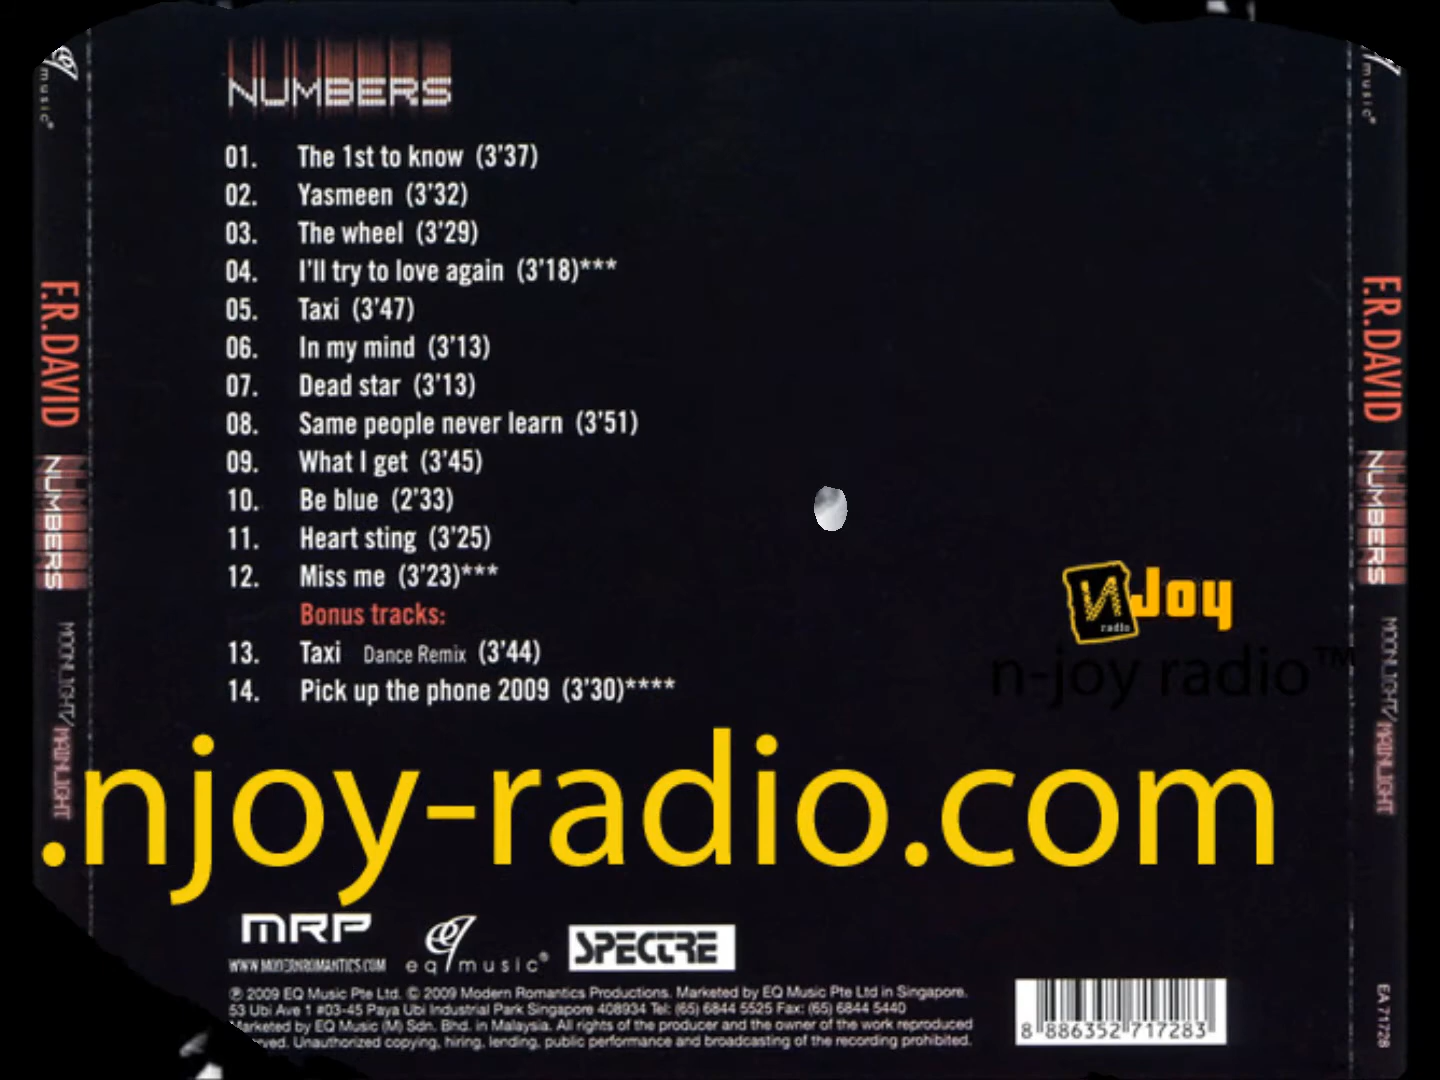 eq music®
F.R.DAVID
NUMBERS
MOONLIGHT/MAINLIGHT
NUMBERS
01. The 1st to know (3'37)
02. Yasmeen (3'32)
03. The wheel (3'29)
04. I'll try to love again (3'18)***
05. Taxi (3'47)
06. In my mind (3'13)
07. Dead star (3'13)
08. Same people never learn (3'51)
09. What I get (3'45)
10. Be blue (2'33)
11. Heart sting (3'25)
12. Miss me (3'23)***
Bonus tracks:
13. Taxi Dance Remix (3'44)
14. Pick up the phone 2009 (3'30)****
N Joy
radio
n-joy radio™
.njoy-radio.com
MRP
WWW.MODERNROMANTICS.COM
eq music®
SPECTRE
℗ 2009 EQ Music Pte Ltd. © 2009 Modern Romantics Productions. Marketed by EQ Music Pte Ltd in Singapore.
53 Ubi Ave 1 #03-45 Paya Ubi Industrial Park Singapore 408934 Tel: (65) 6844 5525 Fax: (65) 6844 5440
Marketed by EQ Music (M) Sdn. Bhd. in Malaysia. All rights of the producer and the owner of the work reproduced
Unauthorized copying, hiring, lending, public performance and broadcasting of the recording prohibited.
8 886352 717283
music®
F.R.DAVID
NUMBERS
MOONLIGHT/MAINLIGHT
EA 71728